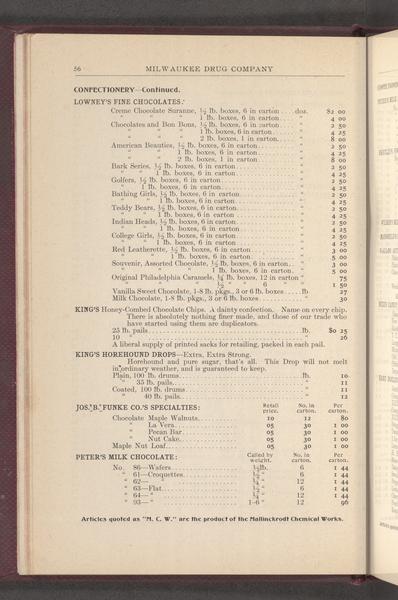 56 MILWAUKEE DRUG COMPANY
CONFECTIONERY—Continued.
LOWNEY'S FINE CHOCOLATES:
Creme Chocolate Suranne, ½ lb. boxes, 6 in carton....doz. $2 00
" " " 1 lb. boxes, 6 in carton.... " 4 00
Chocolates and Bon Bons, ½ lb. boxes, 6 in carton.... " 2 50
" " " 1 lb. boxes, 6 in carton.... " 4 25
" " " 2 lb. boxes, 1 in carton.... " 8 00
American Beauties, ½ lb. boxes, 6 in carton.... " 2 50
" " 1 lb. boxes, 6 in carton.... " 4 25
" " 2 lb. boxes, 1 in carton.... " 8 00
Bark Series, ½ lb. boxes, 6 in carton.... " 2 50
" " 1 lb. boxes, 6 in carton.... " 4 25
Golfers, ½ lb. boxes, 6 in carton.... " 2 50
" 1 lb. boxes, 6 in carton.... " 4 25
Bathing Girls, ½ lb. boxes, 6 in carton.... " 2 50
" " 1 lb. boxes, 6 in carton.... " 4 25
Teddy Bears, ½ lb. boxes, 6 in carton.... " 2 50
" " 1 lb. boxes, 6 in carton.... " 4 25
Indian Heads, ½ lb. boxes, 6 in carton.... " 2 50
" " 1 lb. boxes, 6 in carton.... " 4 25
College Girls, ½ lb. boxes, 6 in carton.... " 2 50
" " 1 lb. boxes, 6 in carton.... " 4 25
Red Leatherette, ½ lb. boxes, 6 in carton.... " 3 00
" " 1 lb. boxes, 6 in carton.... " 5 00
Souvenir, Assorted Chocolate, ½ lb. boxes, 6 in carton.. " 3 00
" " " 1 lb. boxes, 6 in carton.. " 5 00
Original Philadelphia Caramels, ¼ lb. boxes, 12 in carton " 75
" " " ½ " " 6 " " 1 50
Vanilla Sweet Chocolate, 1-8 lb. pkgs., 3 or 6 lb. boxes.....lb. 27
Milk Chocolate, 1-8 lb. pkgs., 3 or 6 lb. boxes.... " 30
KING'S Honey-Combed Chocolate Chips. A dainty confection. Name on every chip.
There is absolutely nothing finer made, and those of our trade who
have started using them are duplicators.
25 lb. pails....lb. $0 25
10 " .... " 26
A liberal supply of printed sacks for retailing, packed in each pail.
KING'S HOREHOUND DROPS—Extra, Extra Strong.
Horehound and pure sugar, that's all. This Drop will not melt
in ordinary weather, and is guaranteed to keep.
Plain, 100 lb. drums....lb. 10
" 35 lb. pails.... " 11
Coated, 100 lb. drums.... " 11
" 40 lb. pails.... " 12
JOS. B. FUNKE CO.'S SPECIALTIES: Retail price. No. in carton. Per carton.
Chocolate Maple Walnuts.... 10 12 80
" La Vera.... 05 30 1 00
" Pecan Bar.... 05 30 1 00
" Nut Cake.... 05 30 1 00
Maple Nut Loaf.... 05 30 1 00
PETER'S MILK CHOCOLATE: Called by weight. No. in carton. Per carton.
No. 86—Wafers.... ½ lb. 6 1 44
" 61—Croquettes.... " 6 1 44
" 62— " .... ¼ " 12 1 44
" 63—Flat.... ½ " 6 1 44
" 64— " .... ¼ " 12 1 44
" 93— " .... 1-6 " 12 96
Articles quoted as "M. C. W." are the product of the Mallinckrodt Chemical Works.